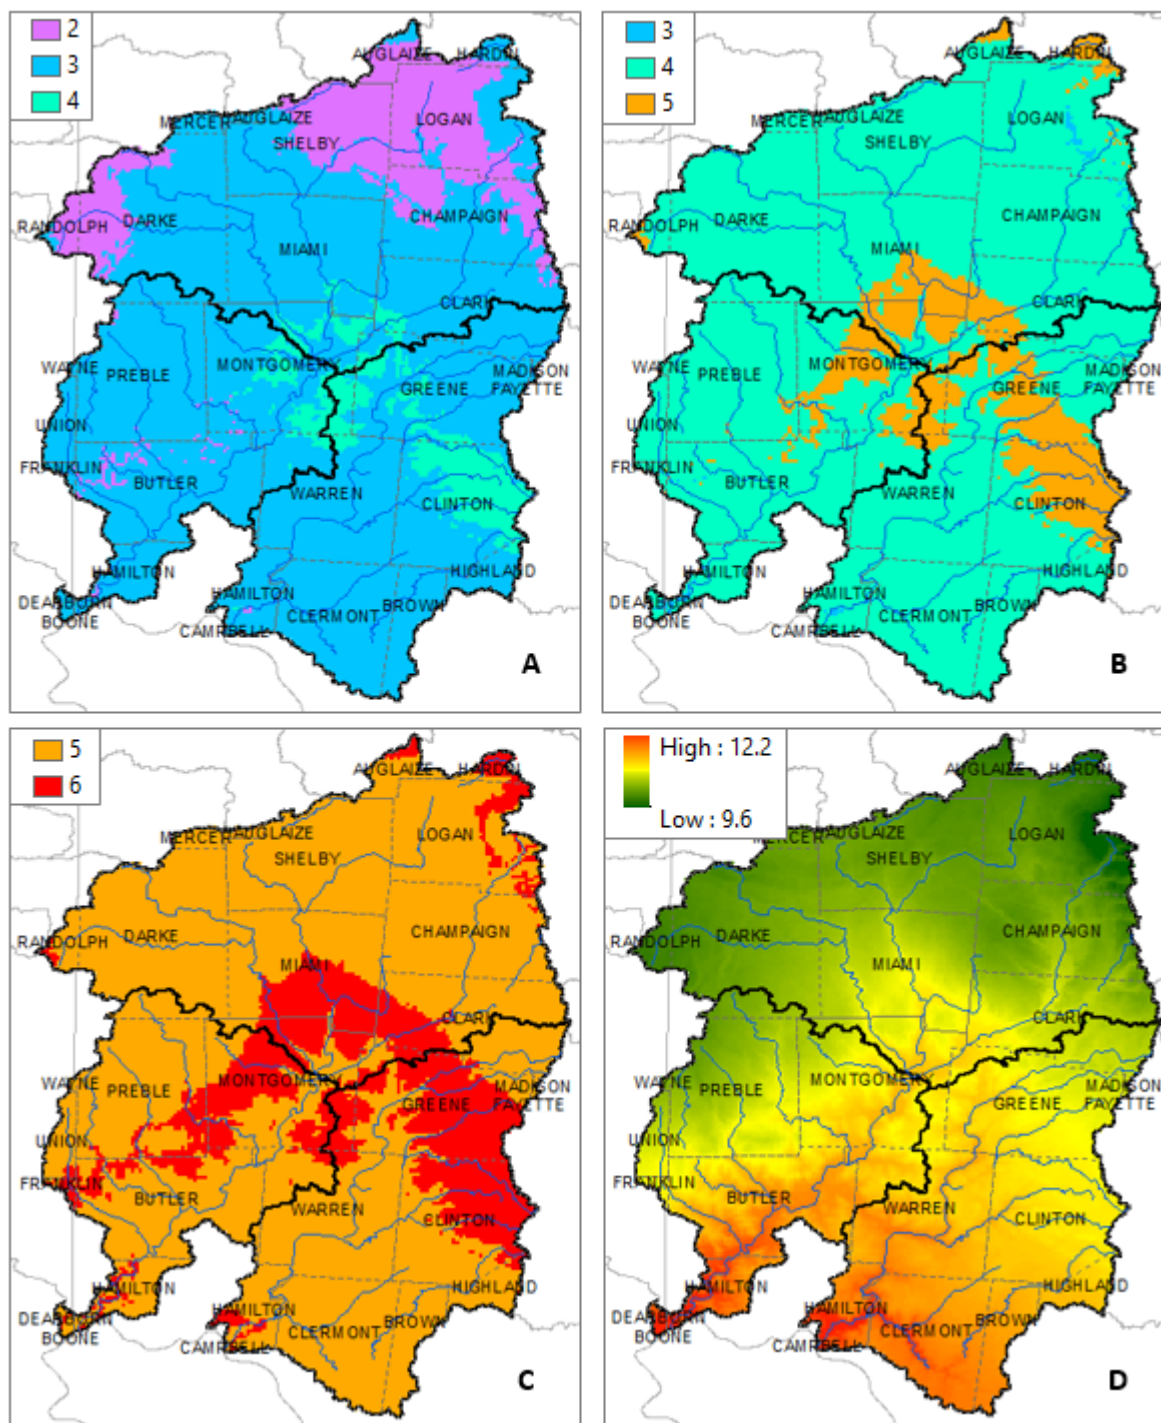 2
3
4
AUGLAIZE HARDIN
MERCER AUGLAIZE LOGAN
SHELBY
RANDOLPH DARKE CHAMPAIGN
MIAMI
CLARK
WAYNE PREBLE MONTGOMERY GREENE MADISON
FAYETTE
UNION
FRANKLIN BUTLER WARREN CLINTON
HAMILTON HIGHLAND
DEARBORN HAMILTON CLERMONT BROWN
BOONE CAMPBELL
A
3
4
5
AUGLAIZE HARDIN
MERCER AUGLAIZE LOGAN
SHELBY
RANDOLPH DARKE CHAMPAIGN
MIAMI
CLARK
WAYNE PREBLE MONTGOMERY GREENE MADISON
FAYETTE
UNION
FRANKLIN BUTLER WARREN CLINTON
HAMILTON HIGHLAND
DEARBORN HAMILTON CLERMONT BROWN
BOONE CAMPBELL
B
5
6
AUGLAIZE HARDIN
MERCER AUGLAIZE LOGAN
SHELBY
RANDOLPH DARKE CHAMPAIGN
MIAMI
CLARK
WAYNE PREBLE MONTGOMERY GREENE MADISON
FAYETTE
UNION
FRANKLIN BUTLER WARREN CLINTON
HAMILTON HIGHLAND
DEARBORN HAMILTON CLERMONT BROWN
BOONE CAMPBELL
C
High : 12.2
Low : 9.6
AUGLAIZE HARDIN
MERCER AUGLAIZE LOGAN
SHELBY
RANDOLPH DARKE CHAMPAIGN
MIAMI
CLARK
WAYNE PREBLE MONTGOMERY GREENE MADISON
FAYETTE
UNION
FRANKLIN BUTLER WARREN CLINTON
HAMILTON HIGHLAND
DEARBORN HAMILTON CLERMONT BROWN
BOONE CAMPBELL
D